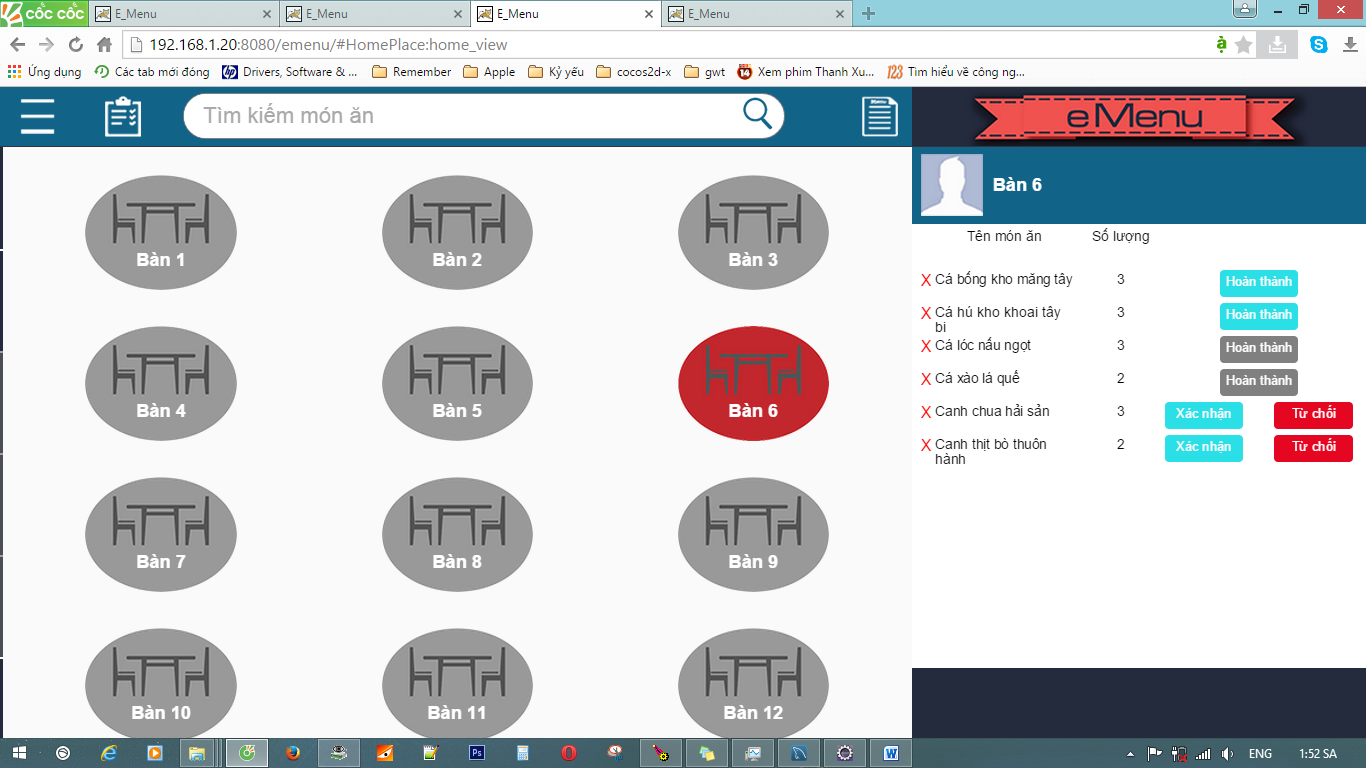 cốc cốc
E_Menu
E_Menu
E_Menu
E_Menu
192.168.1.20:8080/emenu/#HomePlace:home_view
Ứng dụng
Các tab mới đóng
Drivers, Software & ...
Remember
Apple
Kỷ yếu
cocos2d-x
gwt
Xem phim Thanh Xu...
Tìm hiểu về công ng...
Tìm kiếm món ăn
Menu
eMenu
Bàn 1
Bàn 2
Bàn 3
Bàn 4
Bàn 5
Bàn 6
Bàn 7
Bàn 8
Bàn 9
Bàn 10
Bàn 11
Bàn 12
Bàn 6
Tên món ăn Số lượng
X Cá bống kho măng tây 3 Hoàn thành
X Cá hú kho khoai tây 3 Hoàn thành
bi
X Cá lóc nấu ngọt 3 Hoàn thành
X Cá xào lá quế 2 Hoàn thành
X Canh chua hải sản 3 Xác nhận Từ chối
X Canh thịt bò thuôn 2 Xác nhận Từ chối
hành
ENG 1:52 SA